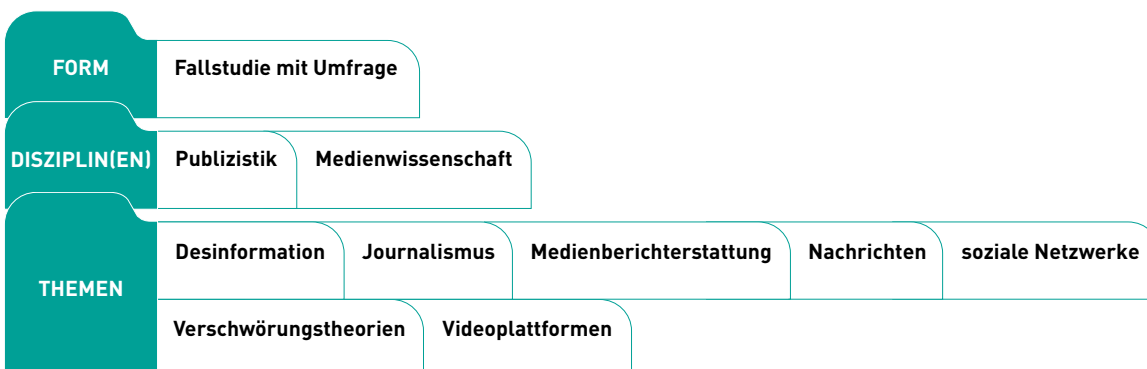 FORM Fallstudie mit Umfrage
DISZIPLIN(EN) Publizistik Medienwissenschaft
Desinformation Journalismus Medienberichterstattung Nachrichten soziale Netzwerke
THEMEN
Verschwörungstheorien Videoplattformen